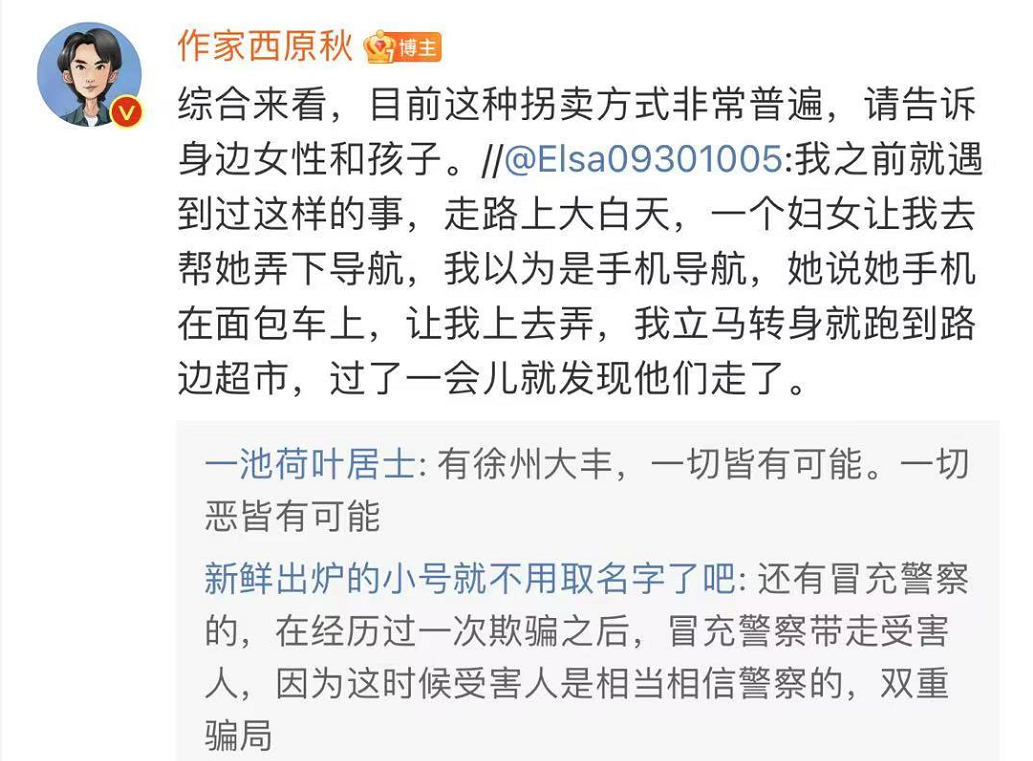 作家西原秋 博主
综合来看，目前这种拐卖方式非常普遍，请告诉
身边女性和孩子。//@Elsa09301005:我之前就遇
到过这样的事，走路上大白天，一个妇女让我去
帮她弄下导航，我以为是手机导航，她说她手机
在面包车上，让我上去弄，我立马转身就跑到路
边超市，过了一会儿就发现他们走了。
一池荷叶居士: 有徐州大丰，一切皆有可能。一切
恶皆有可能
新鲜出炉的小号就不用取名字了吧: 还有冒充警察
的，在经历过一次欺骗之后，冒充警察带走受害
人，因为这时候受害人是相当相信警察的，双重
骗局